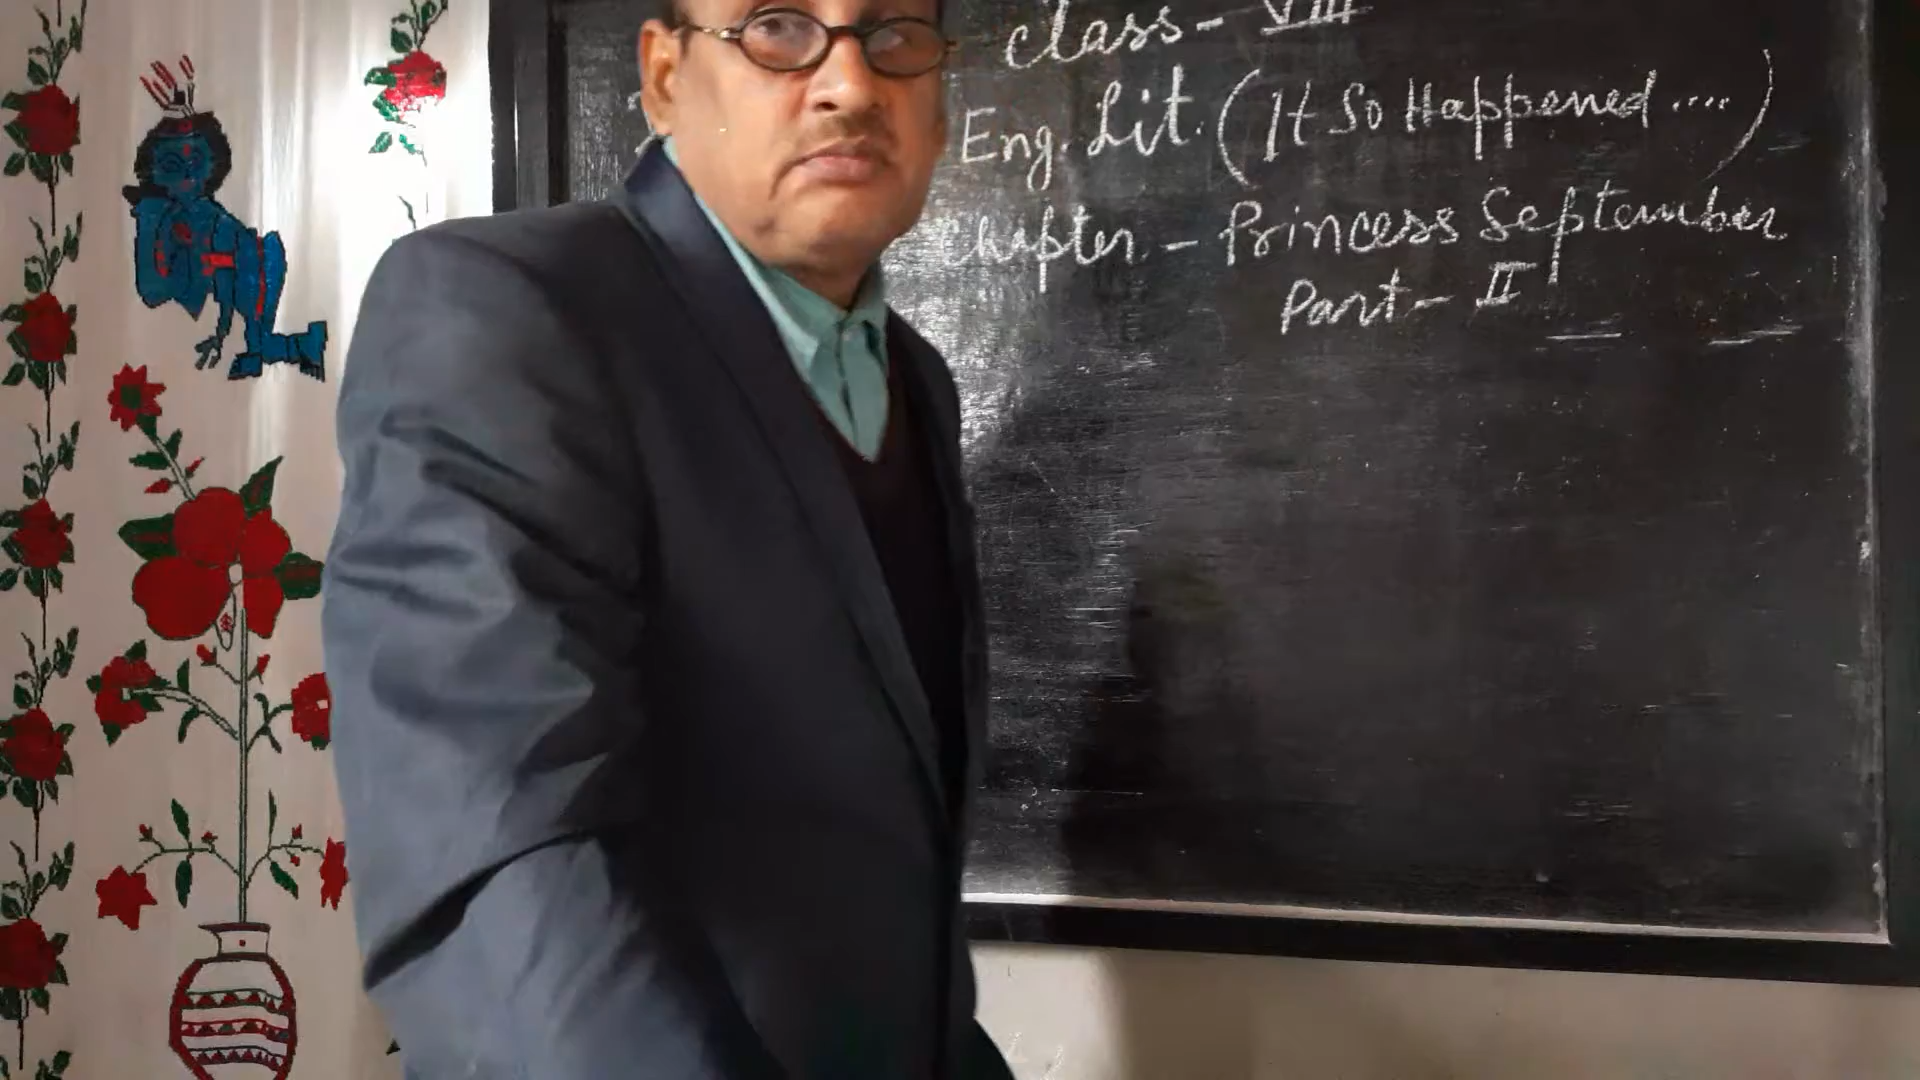 Class - VIII
Eng. Lit. (It So Happened ....)
Chapter - Princess September
Part - II